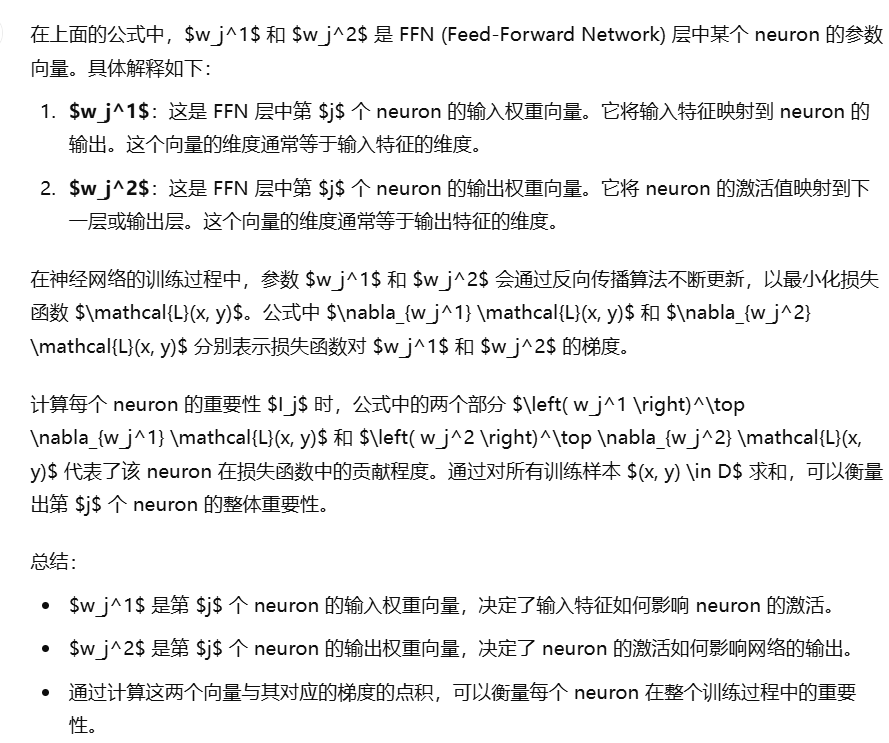 在上面的公式中，$w_j^1$ 和 $w_j^2$ 是 FFN (Feed-Forward Network) 层中某个 neuron 的参数
向量。具体解释如下：
1. $w_j^1$：这是 FFN 层中第 $j$ 个 neuron 的输入权重向量。它将输入特征映射到 neuron 的
输出。这个向量的维度通常等于输入特征的维度。
2. $w_j^2$：这是 FFN 层中第 $j$ 个 neuron 的输出权重向量。它将 neuron 的激活值映射到下
一层或输出层。这个向量的维度通常等于输出特征的维度。
在神经网络的训练过程中，参数 $w_j^1$ 和 $w_j^2$ 会通过反向传播算法不断更新，以最小化损失
函数 $\mathcal{L}(x, y)$。公式中 $\nabla_{w_j^1} \mathcal{L}(x, y)$ 和 $\nabla_{w_j^2}
\mathcal{L}(x, y)$ 分别表示损失函数对 $w_j^1$ 和 $w_j^2$ 的梯度。
计算每个 neuron 的重要性 $I_j$ 时，公式中的两个部分 $\left( w_j^1 \right)^\top
\nabla_{w_j^1} \mathcal{L}(x, y)$ 和 $\left( w_j^2 \right)^\top \nabla_{w_j^2} \mathcal{L}(x,
y)$ 代表了该 neuron 在损失函数中的贡献程度。通过对所有训练样本 $(x, y) \in D$ 求和，可以衡量
出第 $j$ 个 neuron 的整体重要性。
总结：
• $w_j^1$ 是第 $j$ 个 neuron 的输入权重向量，决定了输入特征如何影响 neuron 的激活。
• $w_j^2$ 是第 $j$ 个 neuron 的输出权重向量，决定了 neuron 的激活如何影响网络的输出。
• 通过计算这两个向量与其对应的梯度的点积，可以衡量每个 neuron 在整个训练过程中的重要
性。